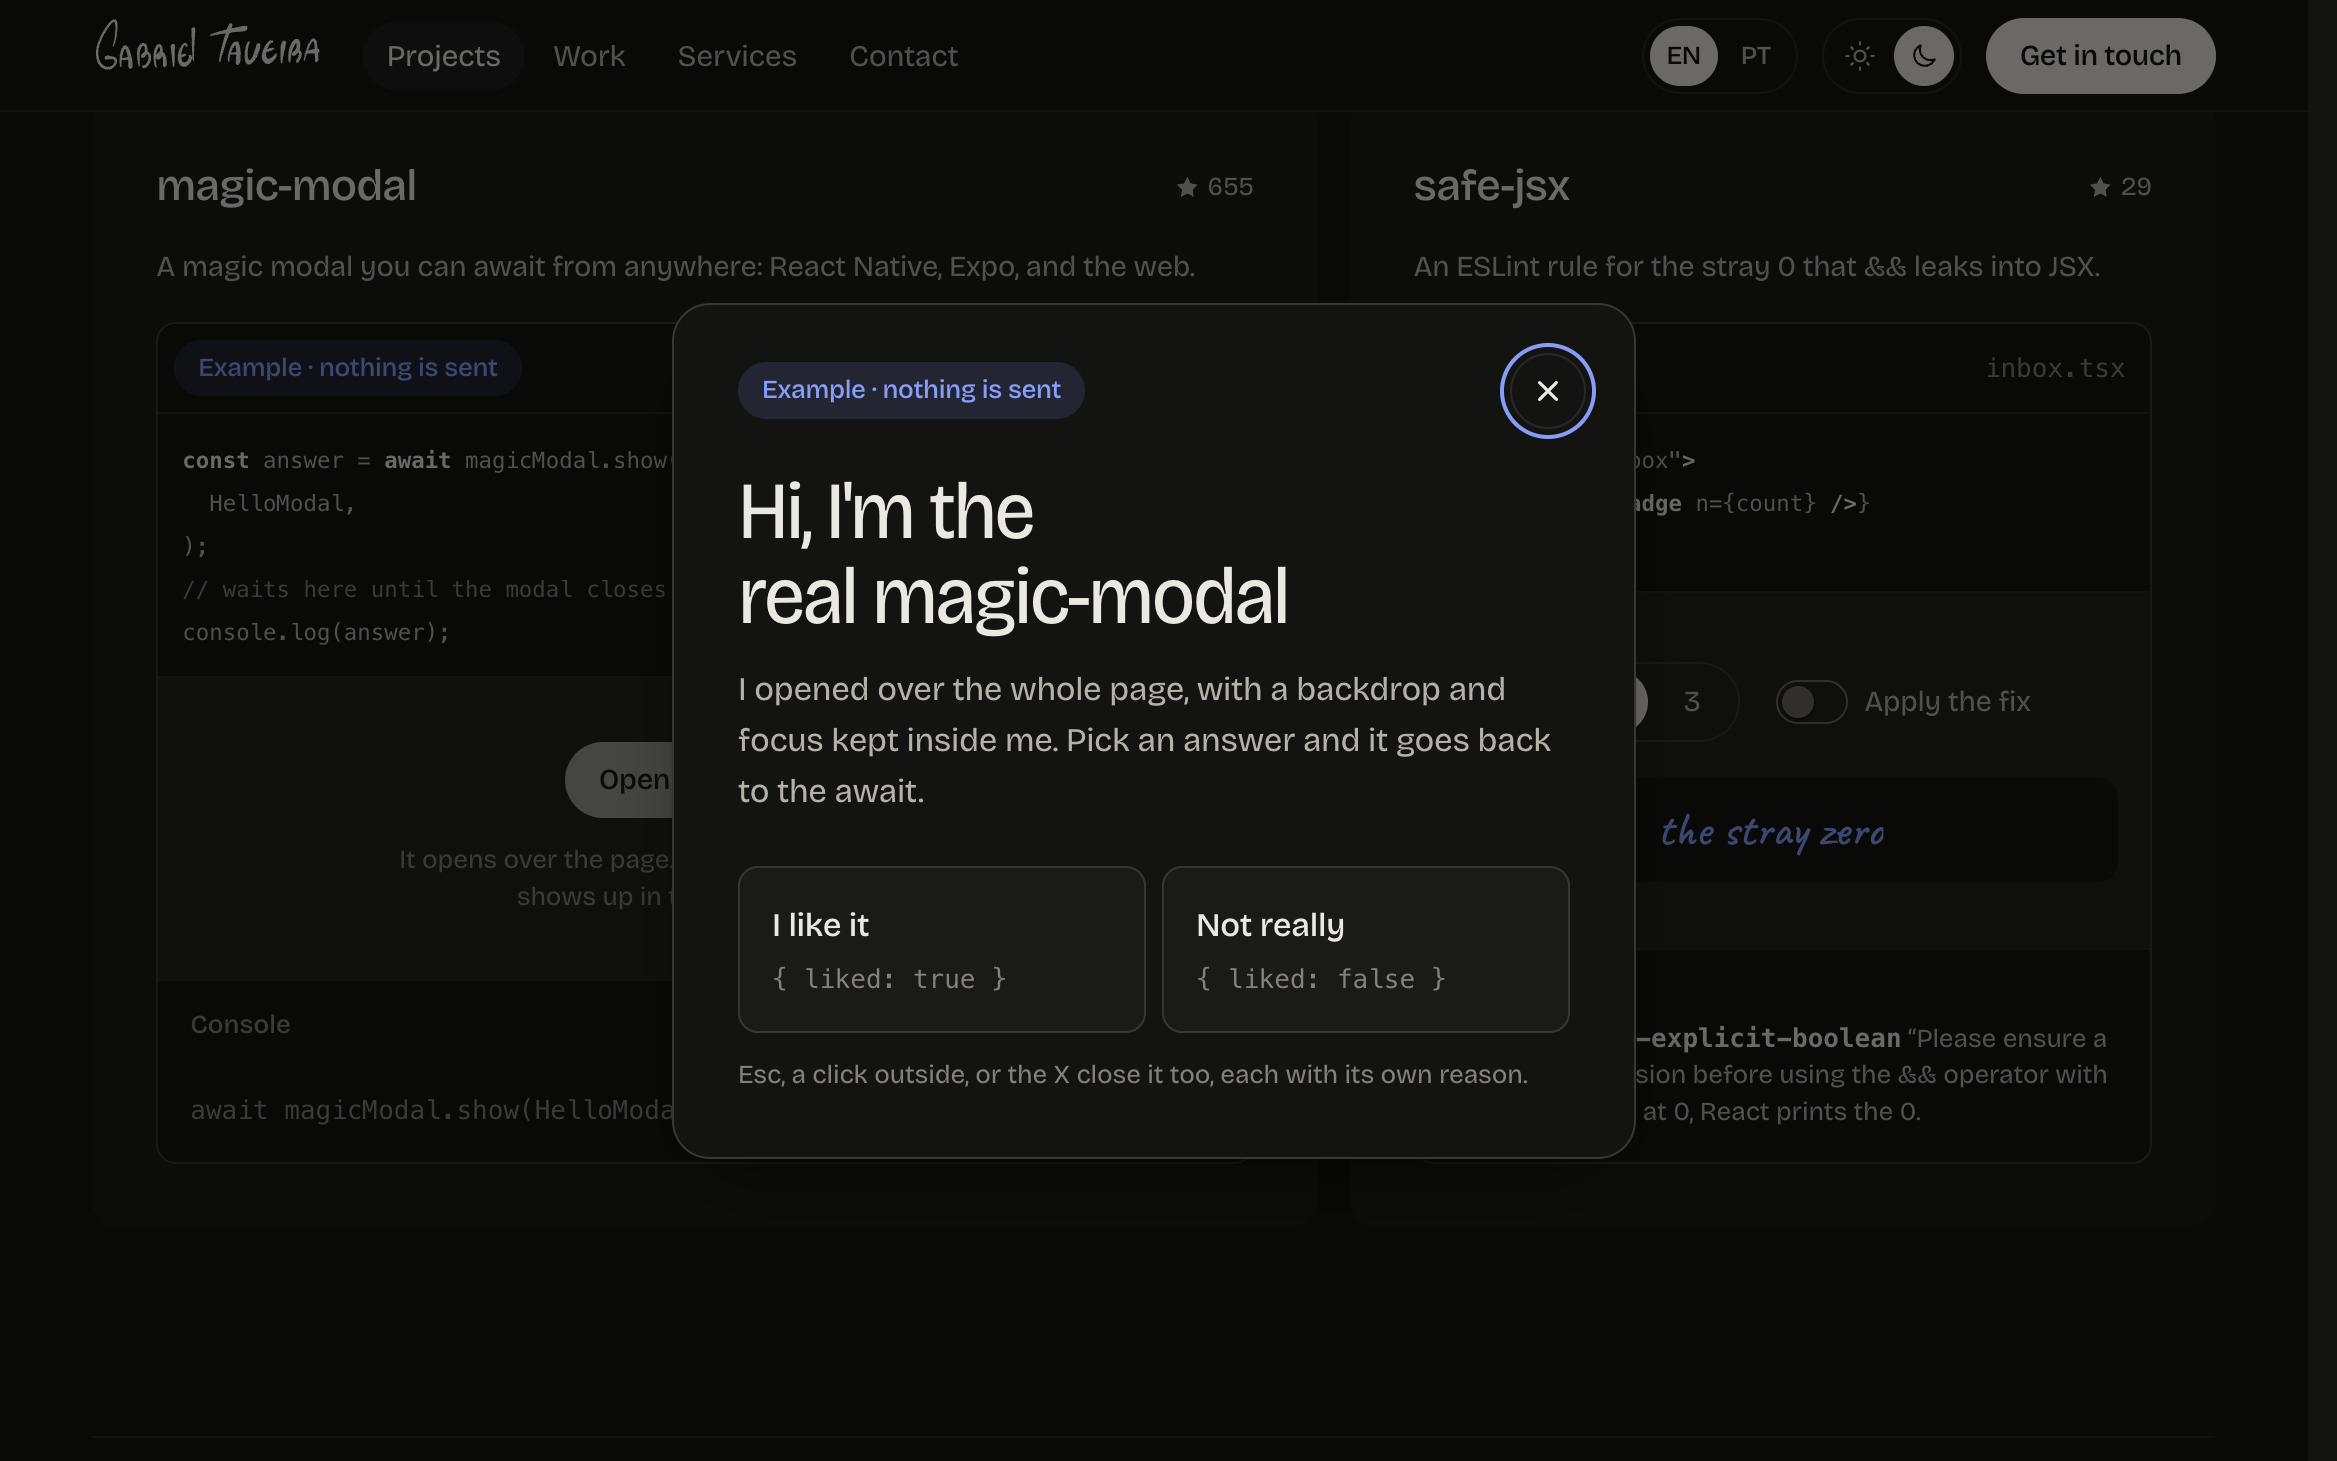 Gabriel Taveira
Projects
Work
Services
Contact
EN
PT
Get in touch
magic-modal
655
A magic modal you can await from anywhere: React Native, Expo, and the web.
Example · nothing is sent
const answer = await magicModal.show(
HelloModal,
);
// waits here until the modal closes
console.log(answer);
Open
It opens over the page.
shows up in
Console
await magicModal.show(HelloModa
safe-jsx
29
An ESLint rule for the stray 0 that && leaks into JSX.
inbox.tsx
box">
adge n={count} />}
3
Apply the fix
the stray zero
-explicit-boolean “Please ensure a
sion before using the && operator with
at 0, React prints the 0.
Example · nothing is sent
Hi, I'm the
real magic-modal
I opened over the whole page, with a backdrop and
focus kept inside me. Pick an answer and it goes back
to the await.
I like it
{ liked: true }
Not really
{ liked: false }
Esc, a click outside, or the X close it too, each with its own reason.